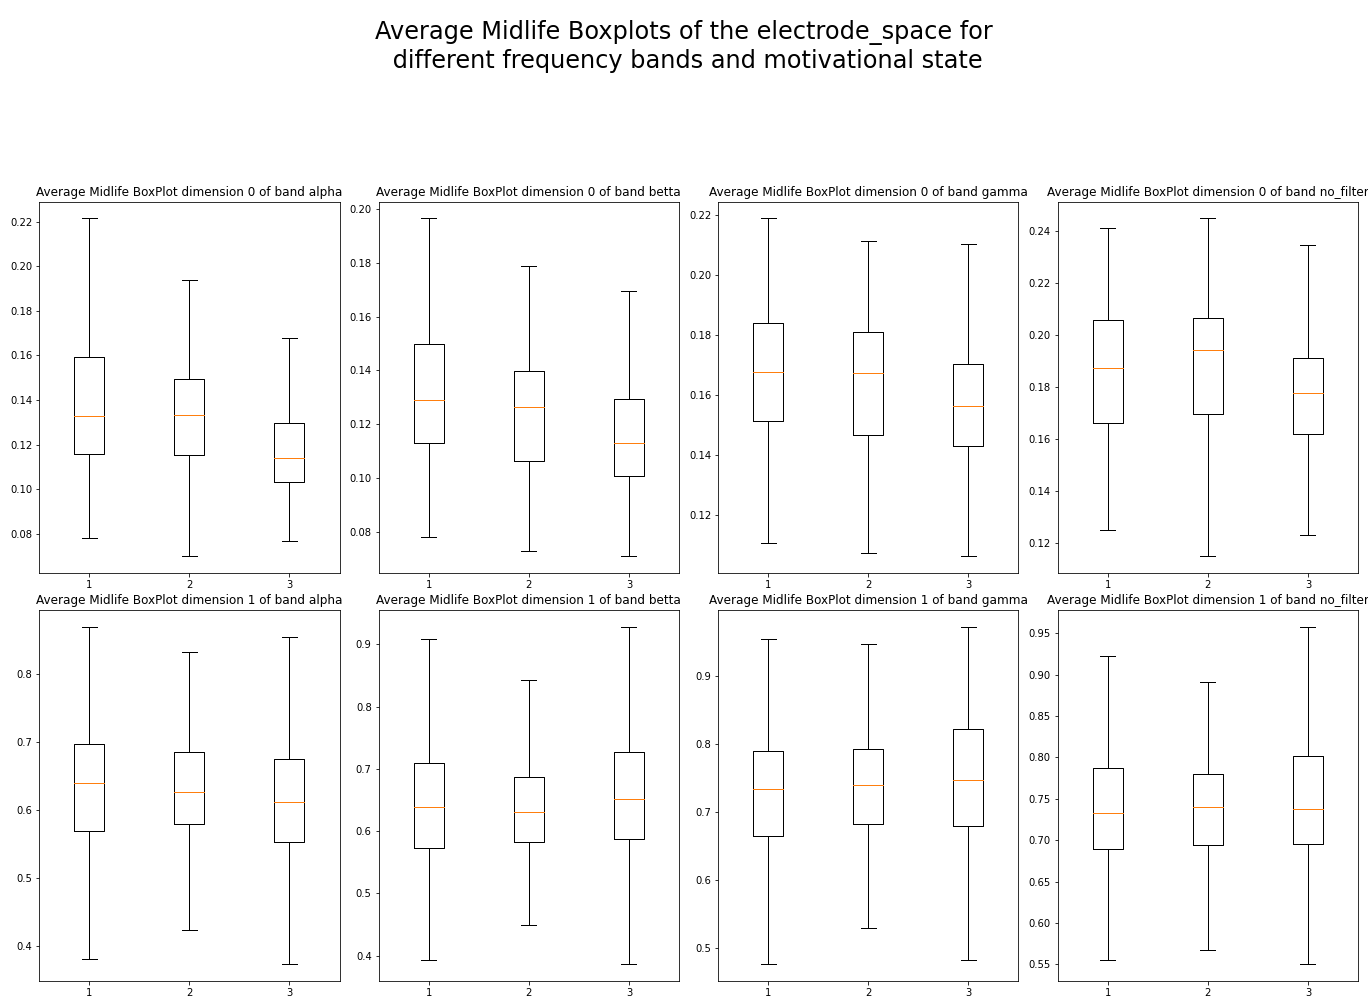 Average Midlife Boxplots of the electrode_space for
different frequency bands and motivational state
Average Midlife BoxPlot dimension 0 of band alpha
0.22
0.20
0.18
0.16
0.14
0.12
0.10
0.08
1 2 3
Average Midlife BoxPlot dimension 0 of band betta
0.20
0.18
0.16
0.14
0.12
0.10
0.08
1 2 3
Average Midlife BoxPlot dimension 0 of band gamma
0.22
0.20
0.18
0.16
0.14
0.12
1 2 3
Average Midlife BoxPlot dimension 0 of band no_filter
0.24
0.22
0.20
0.18
0.16
0.14
0.12
1 2 3
Average Midlife BoxPlot dimension 1 of band alpha
0.8
0.7
0.6
0.5
0.4
1 2 3
Average Midlife BoxPlot dimension 1 of band betta
0.9
0.8
0.7
0.6
0.5
0.4
1 2 3
Average Midlife BoxPlot dimension 1 of band gamma
0.9
0.8
0.7
0.6
0.5
1 2 3
Average Midlife BoxPlot dimension 1 of band no_filter
0.95
0.90
0.85
0.80
0.75
0.70
0.65
0.60
0.55
1 2 3